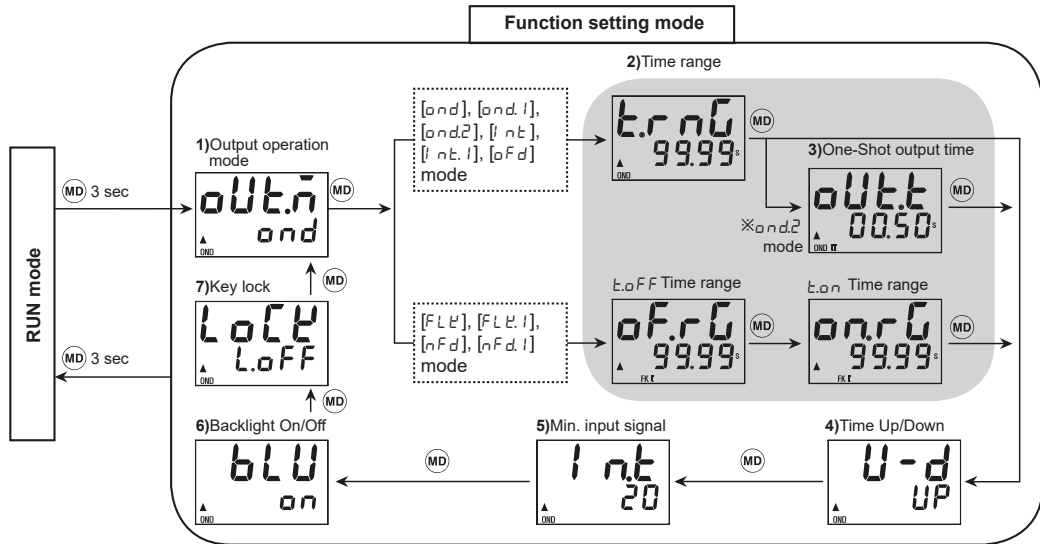 Function setting mode
2)Time range
[ond], [ond.1],
[ond.2], [Int],
[Int.1], [oFd]
mode
t.rnG
99.99s
OND
MD
1)Output operation
mode
oUt.m
ond
OND
MD
MD 3 sec
3)One-Shot output time
oUt.t
00.50s
OND
MD
※ond.2
mode
RUN mode
7)Key lock
MD
LoCK
L.oFF
OND
MD 3 sec
[FLK], [FLK.1],
[nFd], [nFd.1]
mode
t.oFF Time range
oF.rG
99.99s
FK
MD
t.on Time range
on.rG
99.99s
FK
MD
MD
6)Backlight On/Off
bLU
on
OND
MD
5)Min. input signal
In.t
20
OND
MD
4)Time Up/Down
U-d
UP
OND